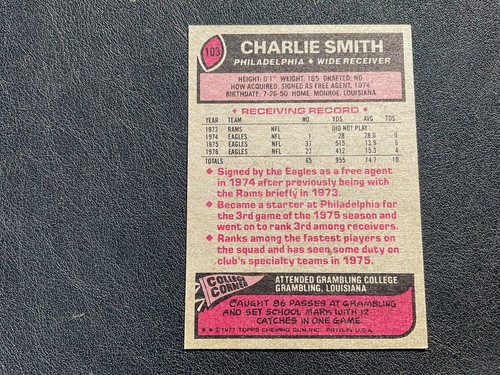 103
CHARLIE SMITH
PHILADELPHIA ♦ WIDE RECEIVER
HEIGHT: 6'1" WEIGHT: 185 DRAFTED: NO
HOW ACQUIRED: SIGNED AS FREE AGENT, 1974
BIRTHDATE: 7-26-50 HOME: MONROE, LOUISIANA
♦ RECEIVING RECORD ♦
YEAR TEAM NO. YDS. AVG TDS.
1973 RAMS NFL DID NOT PLAY
1974 EAGLES NFL 1 28 28.0 0
1975 EAGLES NFL 37 515 13.9 6
1976 EAGLES NFL 27 412 15.3 4
TOTALS 65 955 14.7 10
♦ Signed by the Eagles as a free agent
in 1974 after previously being with
the Rams briefly in 1973.
♦ Became a starter at Philadelphia for
the 3rd game of the 1975 season and
went on to rank 3rd among receivers.
♦ Ranks among the fastest players on
the squad and has seen some duty on
club's specialty teams in 1975.
COLLEGE
CORNER
ATTENDED GRAMBLING COLLEGE
GRAMBLING, LOUISIANA
CAUGHT 86 PASSES AT GRAMBLING
AND SET SCHOOL MARK WITH 12
CATCHES IN ONE GAME.
★ ★ ©1977 TOPPS CHEWING GUM, INC. PRTD. IN U.S.A.